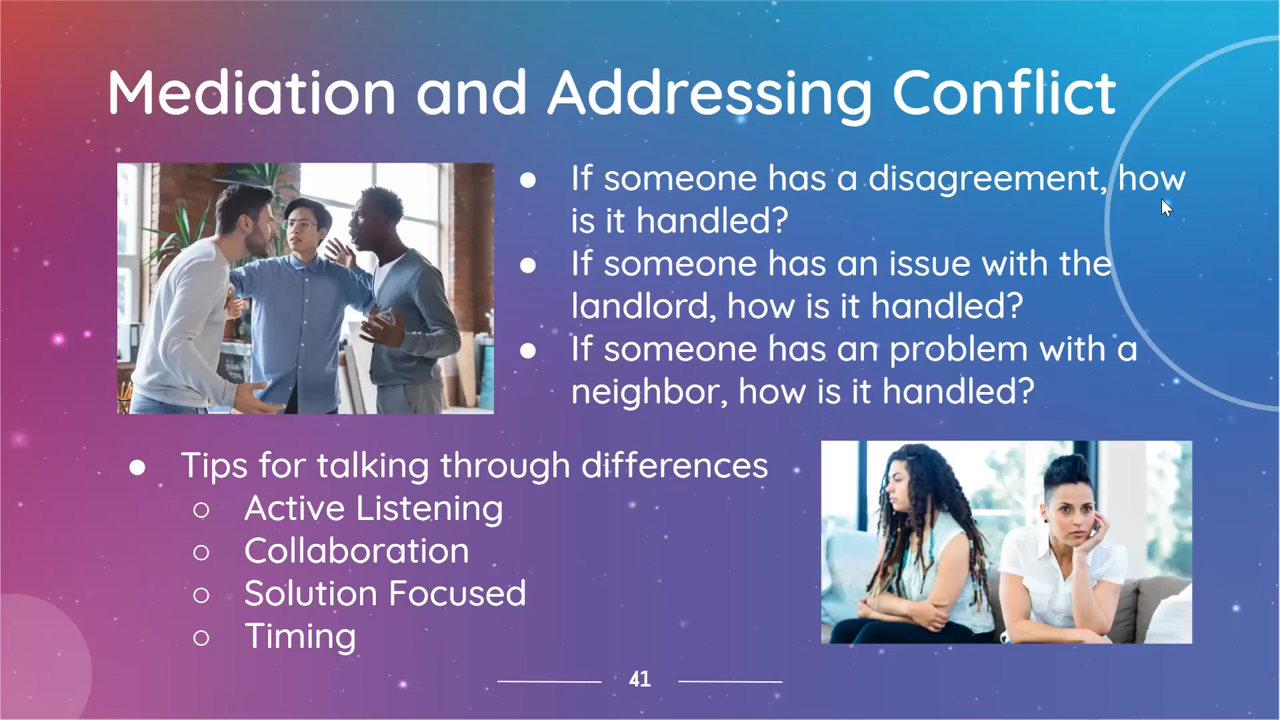 Mediation and Addressing Conflict
● If someone has a disagreement, how
is it handled?
● If someone has an issue with the
landlord, how is it handled?
● If someone has an problem with a
neighbor, how is it handled?
● Tips for talking through differences
○ Active Listening
○ Collaboration
○ Solution Focused
○ Timing
41